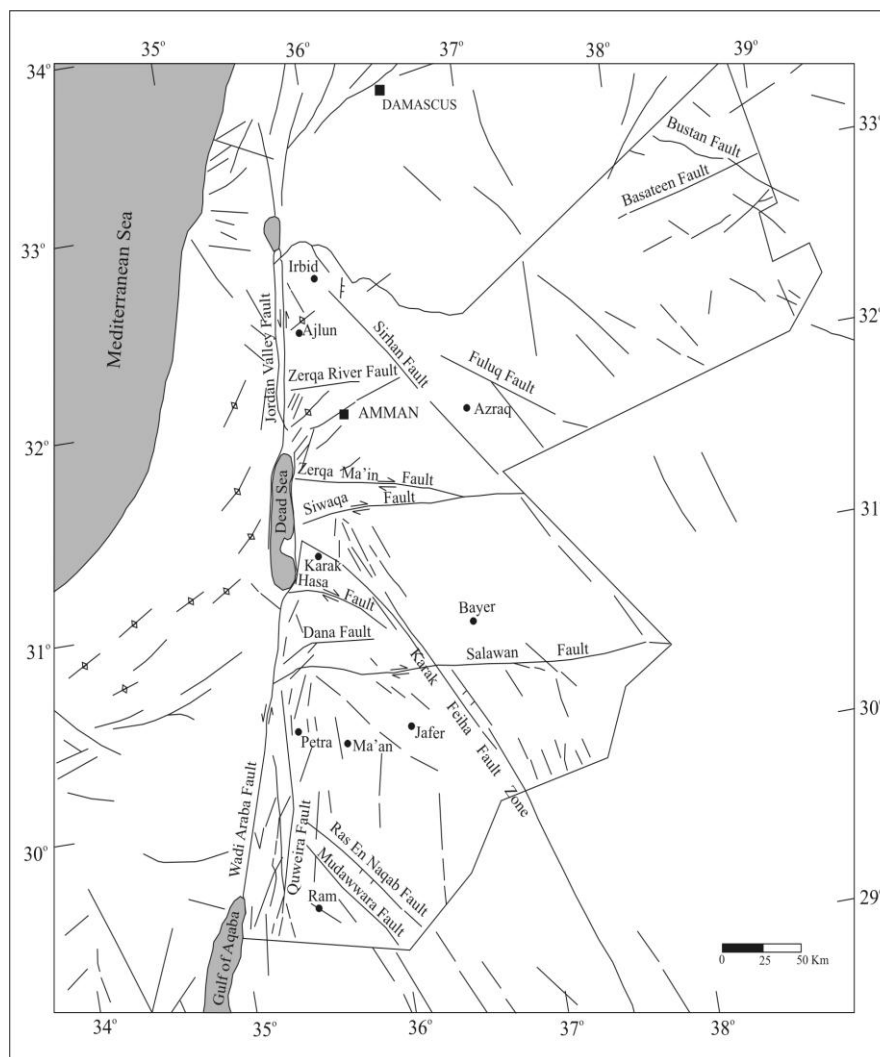 35° 36° 37° 38° 39°
34°
33°
DAMASCUS
Bustan Fault
Basateen Fault
Mediterranean Sea
33°
Irbid
32°
Jordan Valley Fault
Ajlun
Sirhan Fault
Zerqa River Fault
Fuluq Fault
AMMAN
Azraq
32°
Dead Sea
Zerqa Ma'in Fault
Siwaqa Fault
31°
Karak
Hasa Fault
Bayer
Dana Fault
31°
Salawan Fault
Karak Feiha Fault Zone
30°
Petra
Ma'an
Jafer
Wadi Araba Fault
Quweira Fault
30°
Ras En Naqab Fault
Mudawwara Fault
Ram
29°
Gulf of Aqaba
0 25 50 Km
34° 35° 36° 37° 38°